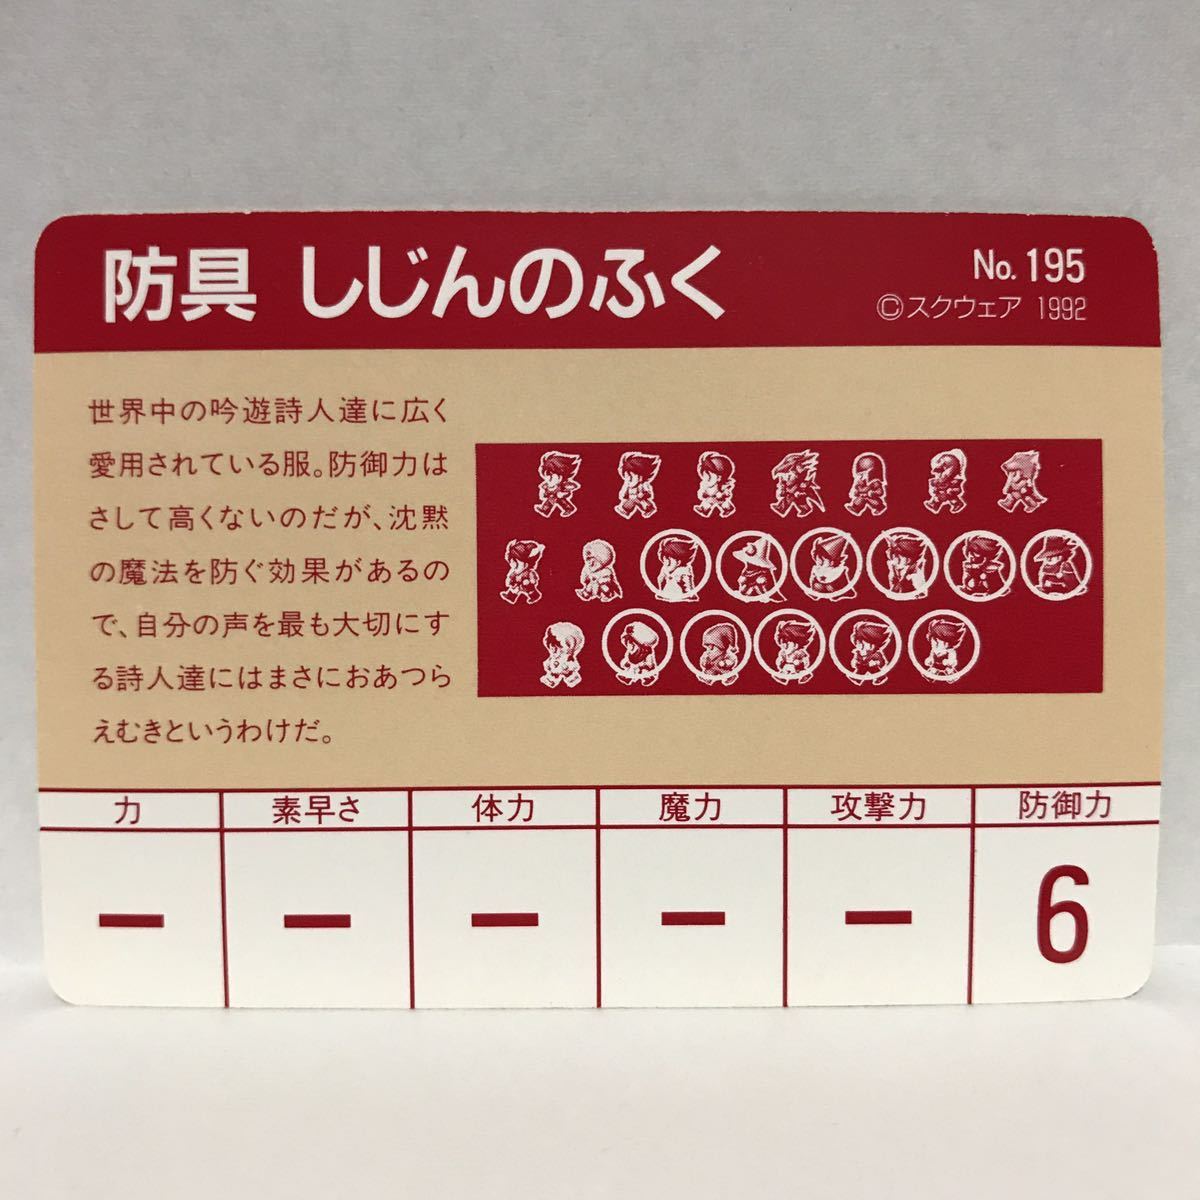 防具 しじんのふく
No. 195
©スクウェア 1992
世界中の吟遊詩人達に広く
愛用されている服。防御力は
さして高くないのだが、沈黙
の魔法を防ぐ効果があるの
で、自分の声を最も大切にす
る詩人達にはまさにおあつら
えむきというわけだ。
力 素早さ 体力 魔力 攻撃力 防御力
ー ー ー ー ー 6